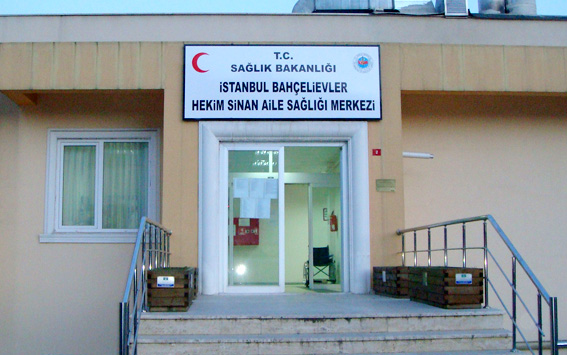 T.C.
SAĞLIK BAKANLIĞI
İSTANBUL BAHÇELİEVLER
HEKİM SİNAN AİLE SAĞLIĞI MERKEZİ